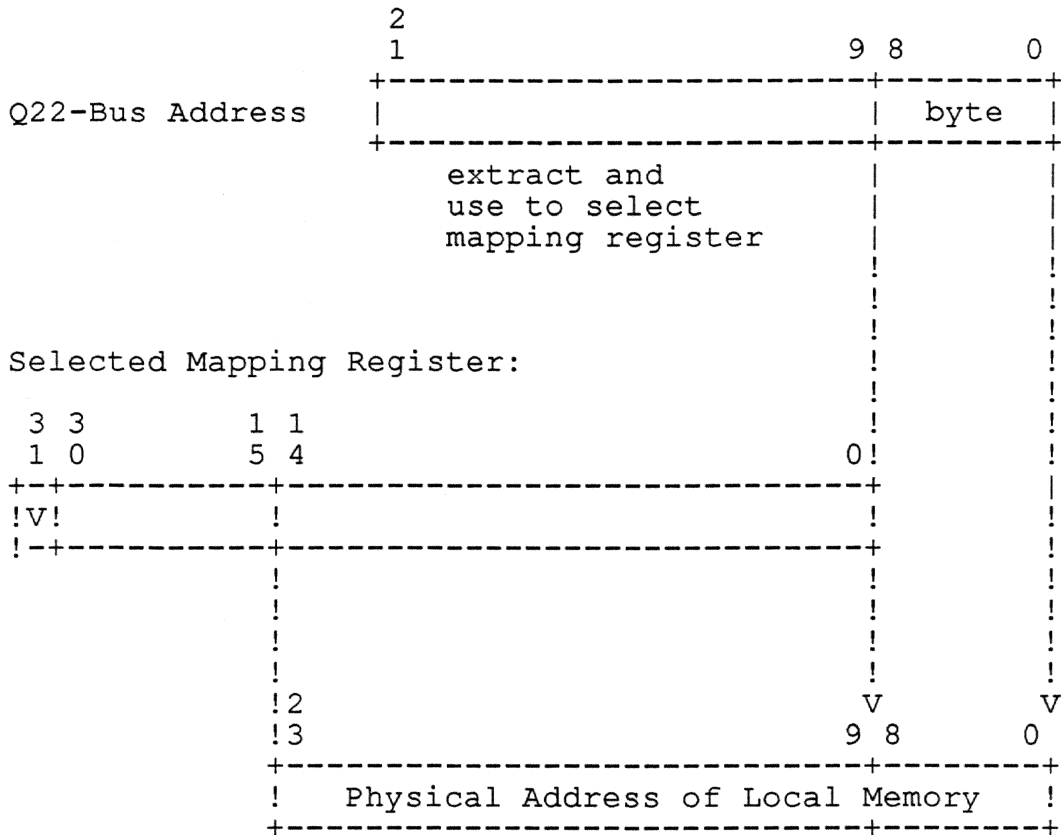 2
1 9 8 0
Q22-Bus Address byte
extract and
use to select
mapping register
Selected Mapping Register:
3 3 1 1
1 0 5 4 0
V
2 V V
3 9 8 0
Physical Address of Local Memory